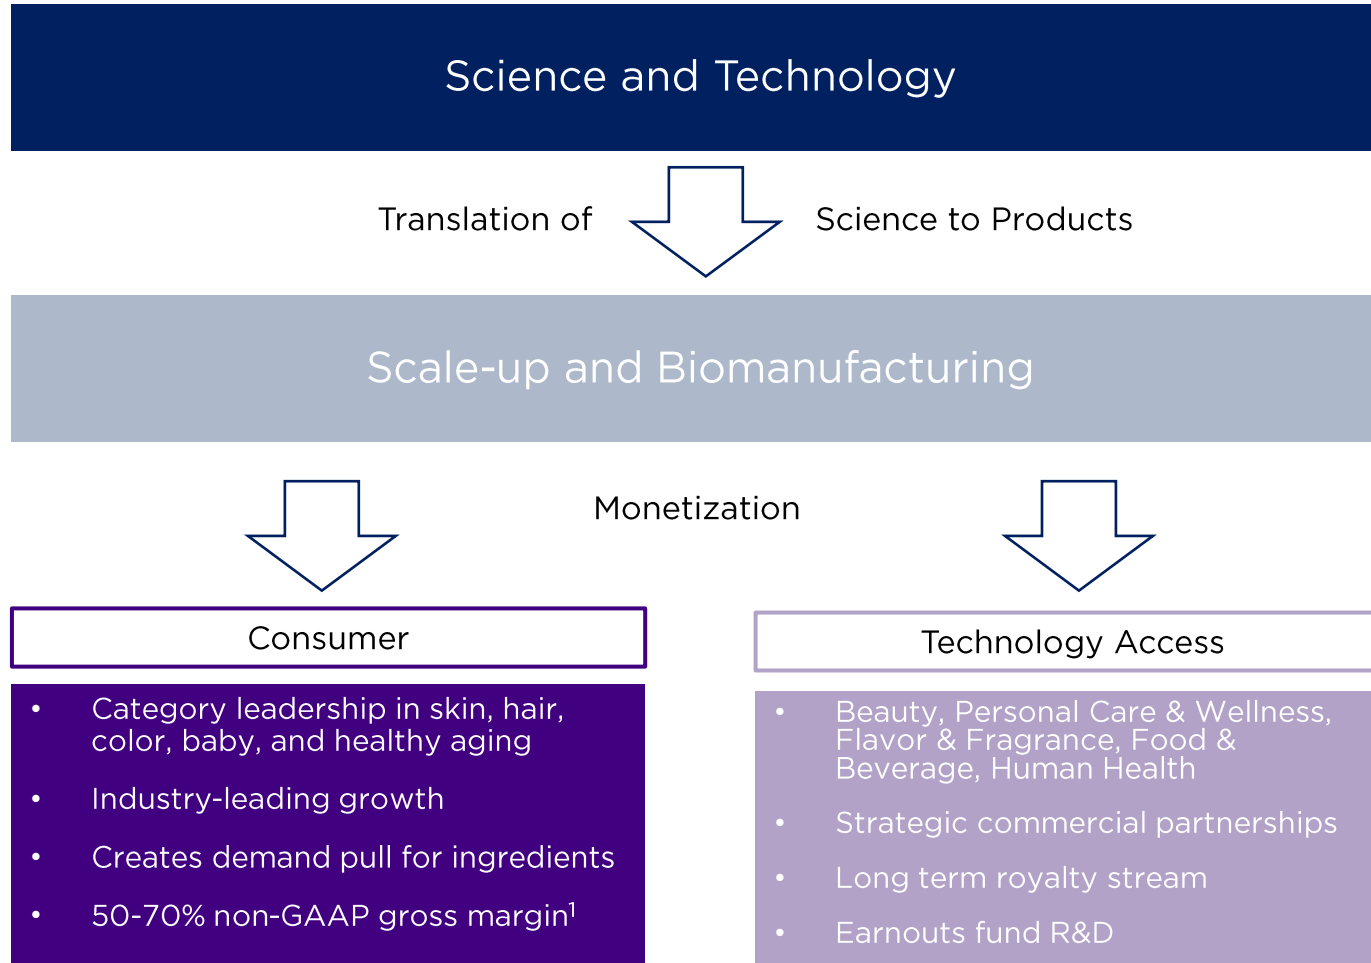 Science and Technology
Translation of Science to Products
Scale-up and Biomanufacturing
Monetization
Consumer
• Category leadership in skin, hair,
color, baby, and healthy aging
• Industry-leading growth
• Creates demand pull for ingredients
• 50-70% non-GAAP gross margin¹
Technology Access
• Beauty, Personal Care & Wellness,
Flavor & Fragrance, Food &
Beverage, Human Health
• Strategic commercial partnerships
• Long term royalty stream
• Earnouts fund R&D